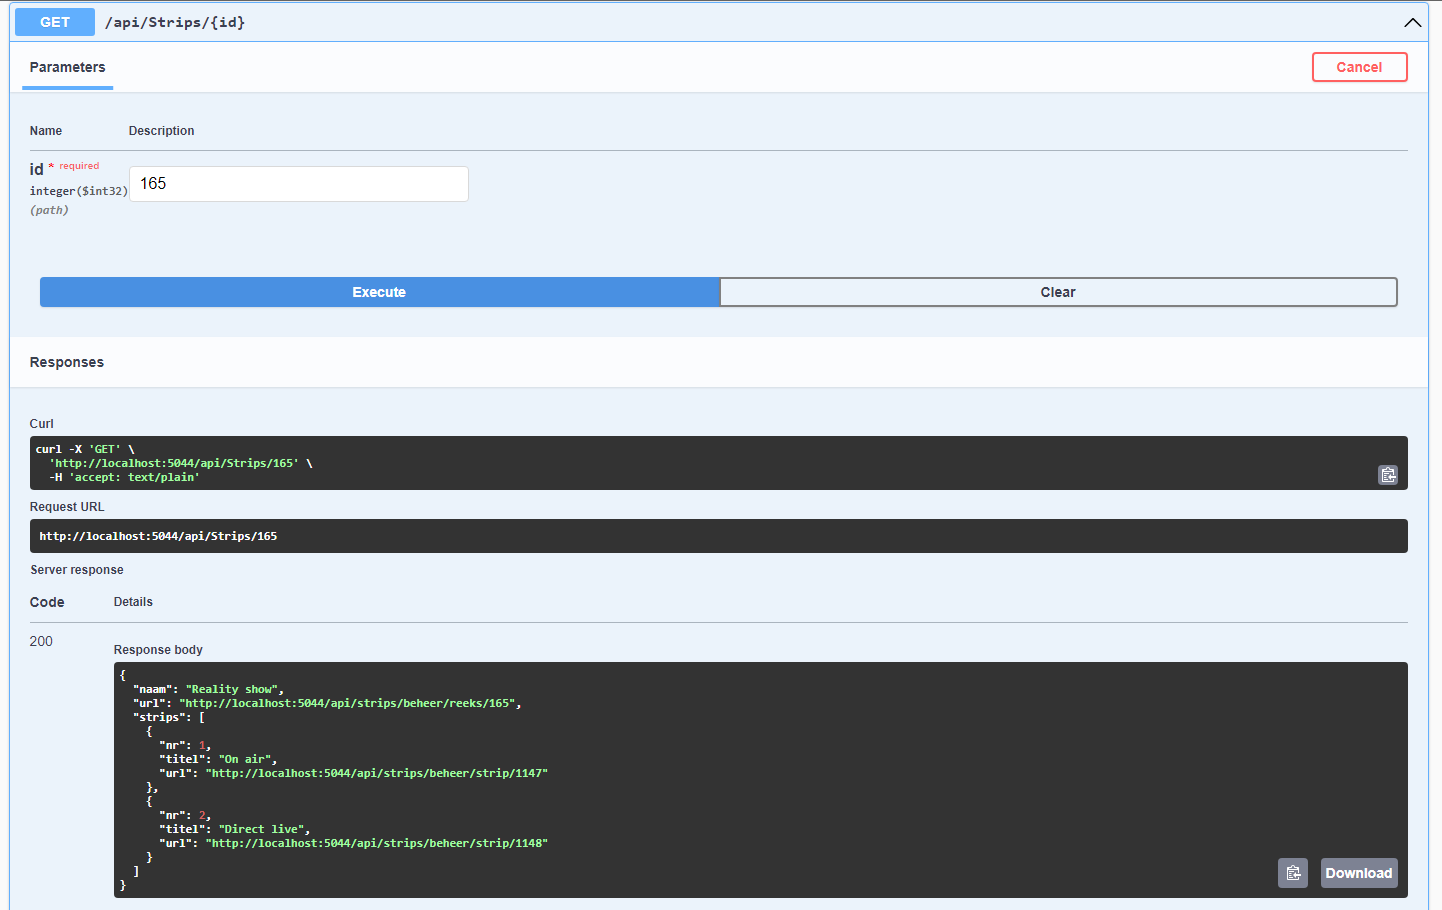 GET /api/Strips/{id}
Parameters
Cancel
Name Description
id * required
integer($int32)
(path)
165
Execute Clear
Responses
Curl
curl -X 'GET' \
'http://localhost:5044/api/Strips/165' \
-H 'accept: text/plain'
Request URL
http://localhost:5044/api/Strips/165
Server response
Code Details
200
Response body
{
"naam": "Reality show",
"url": "http://localhost:5044/api/strips/beheer/reeks/165",
"strips": [
{
"nr": 1,
"titel": "On air",
"url": "http://localhost:5044/api/strips/beheer/strip/1147"
},
{
"nr": 2,
"titel": "Direct live",
"url": "http://localhost:5044/api/strips/beheer/strip/1148"
}
]
}
Download